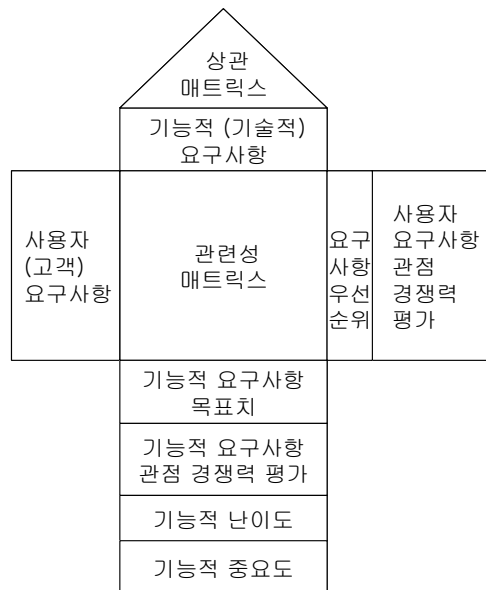 상관
매트릭스
기능적 (기술적)
요구사항
사용자
(고객)
요구사항
관련성
매트릭스
요구
사항
우선
순위
사용자
요구사항
관점
경쟁력
평가
기능적 요구사항
목표치
기능적 요구사항
관점 경쟁력 평가
기능적 난이도
기능적 중요도